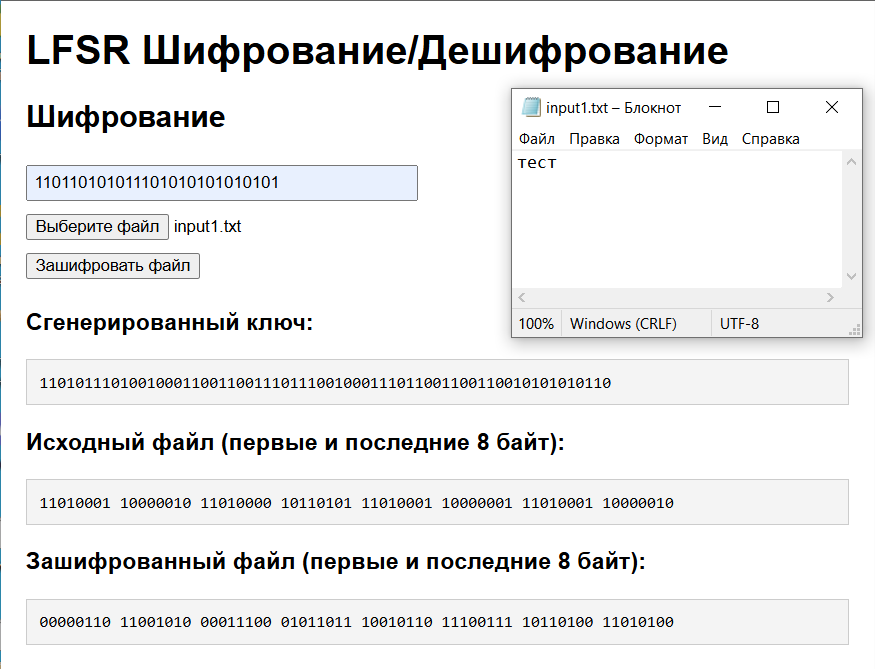 LFSR Шифрование/Дешифрование
Шифрование
110110101011101010101010101
Выберите файл input1.txt
Зашифровать файл
input1.txt – Блокнот
Файл Правка Формат Вид Справка
тест
100% Windows (CRLF) UTF-8
Сгенерированный ключ:
1101011101001000110011001110111001000111011001100110010101010110
Исходный файл (первые и последние 8 байт):
11010001 10000010 11010000 10110101 11010001 10000001 11010001 10000010
Зашифрованный файл (первые и последние 8 байт):
00000110 11001010 00011100 01011011 10010110 11100111 10110100 11010100